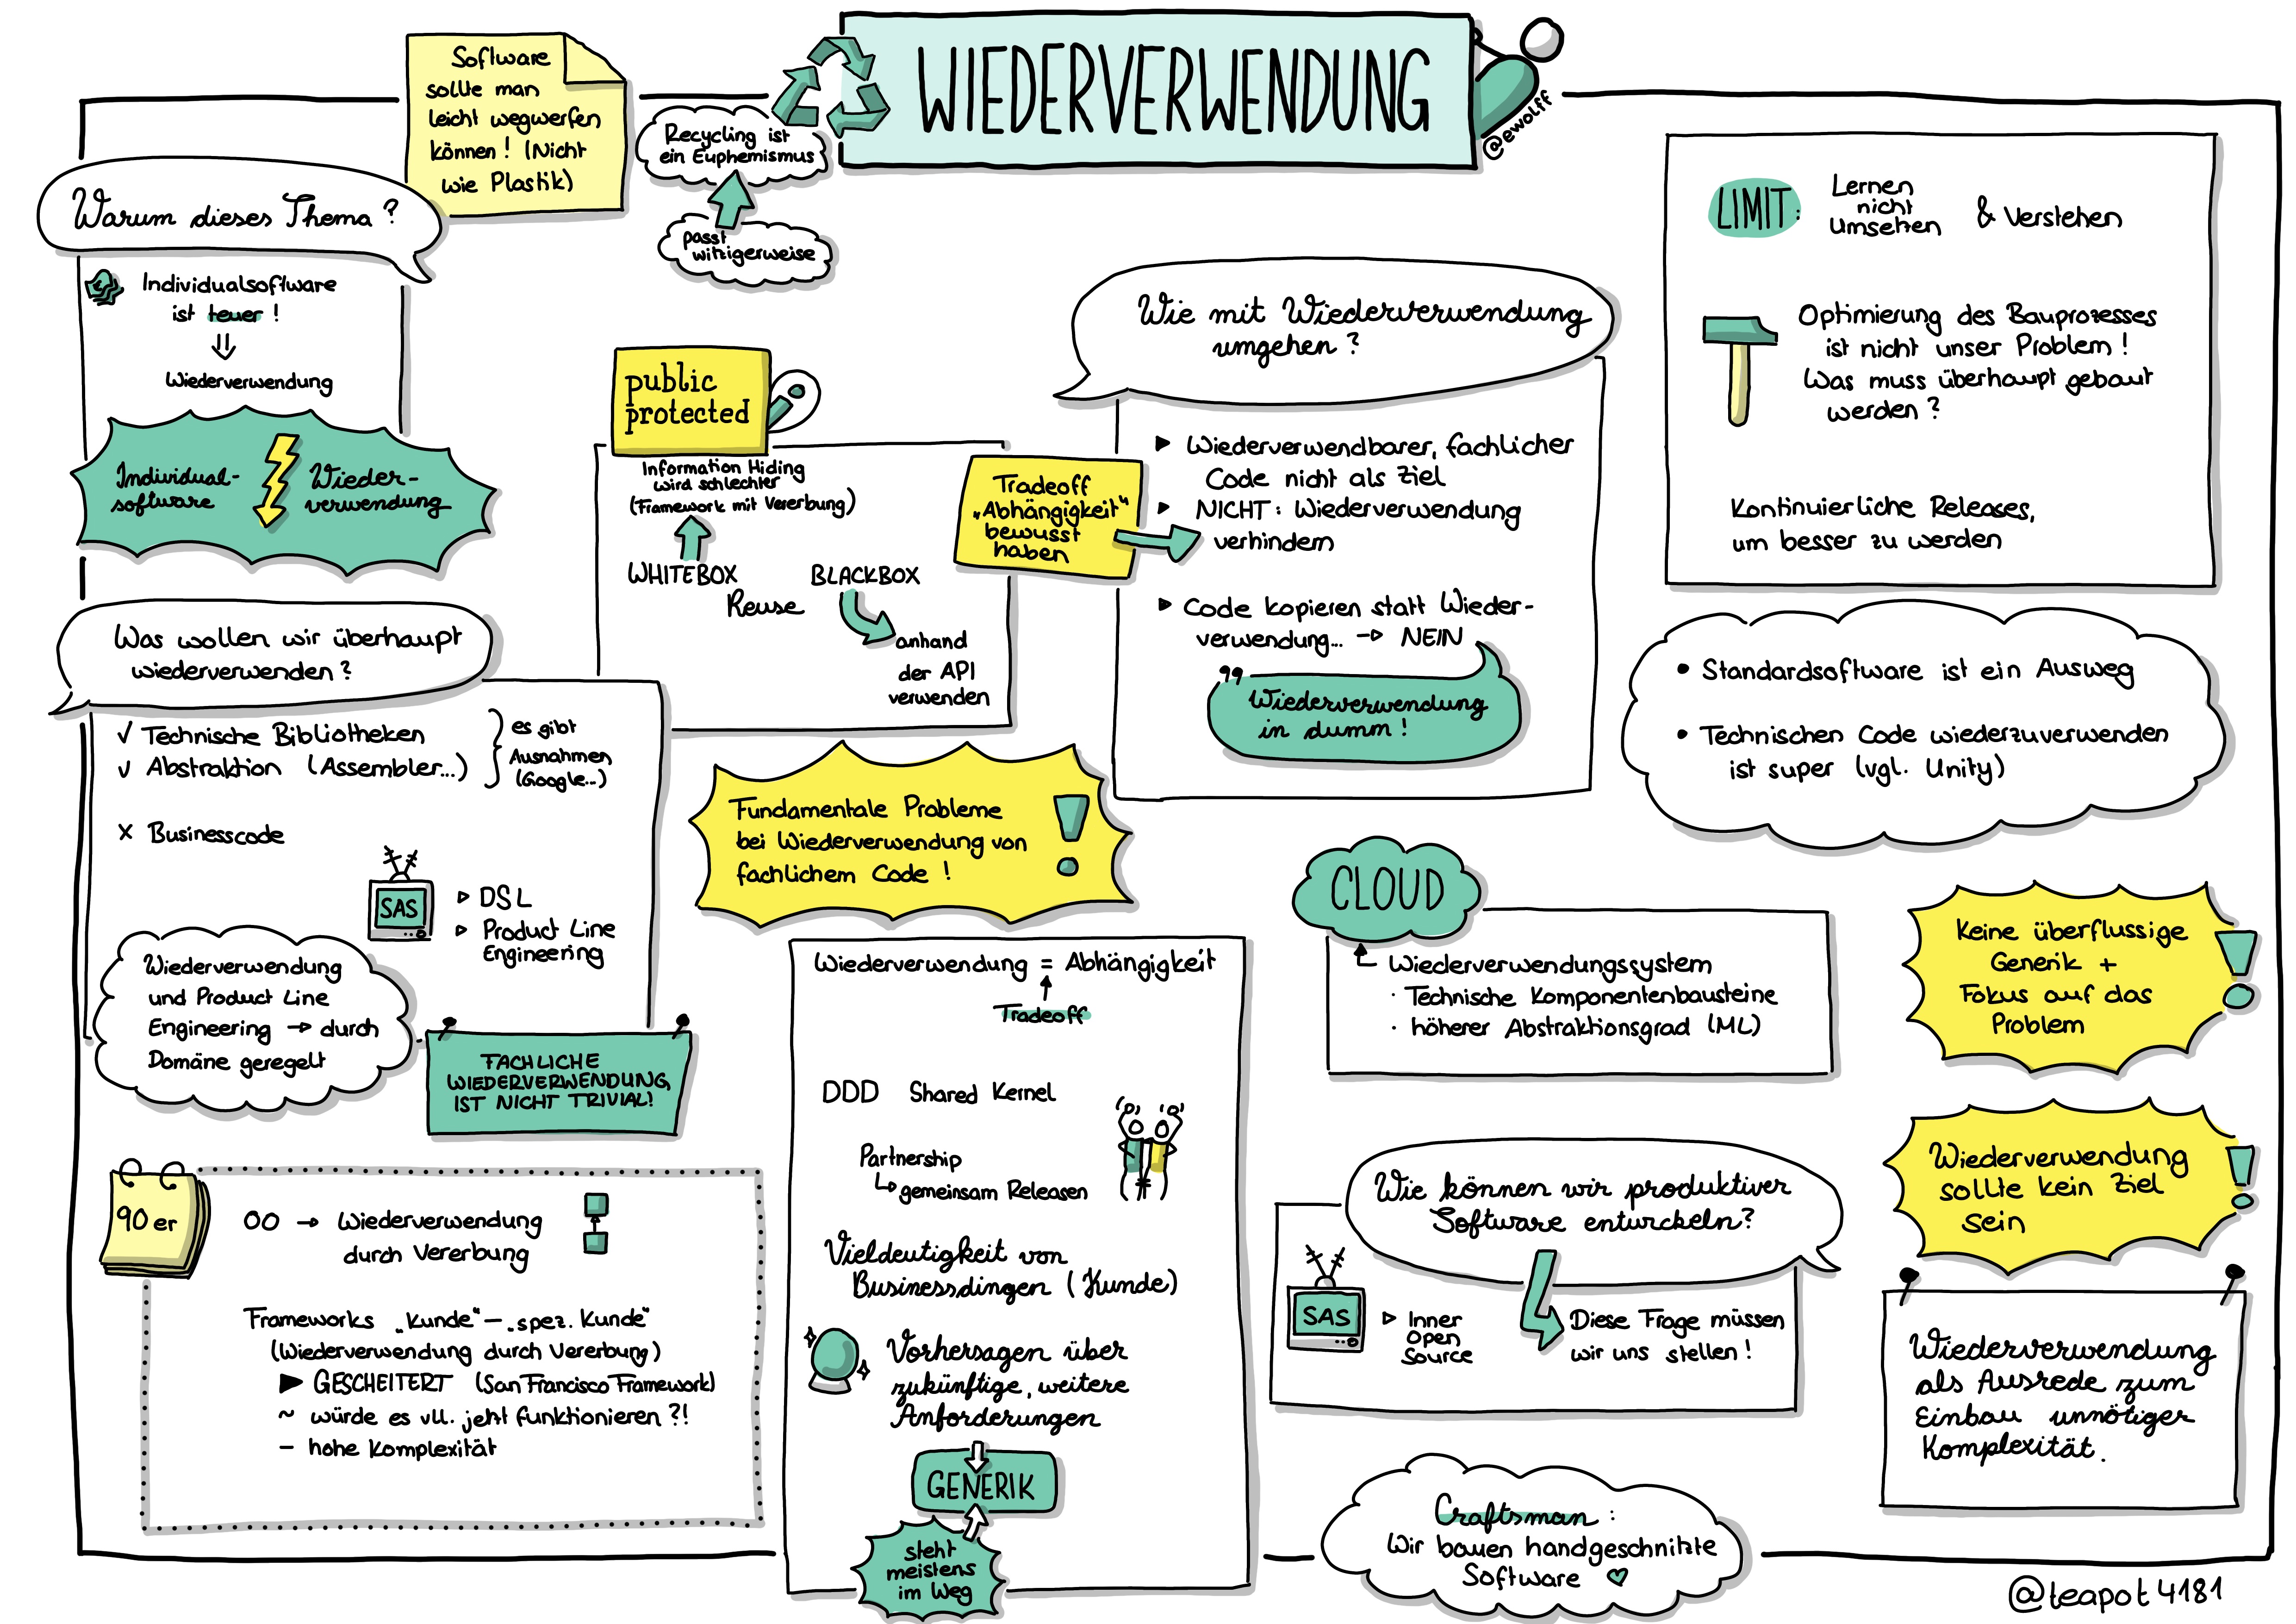 WIEDERVERWENDUNG
@ewolff
Software
sollte man
leicht wegwerfen
können! (Nicht
wie Plastik)
Recycling ist
ein Euphemismus
passt
witzigerweise
Warum dieses Thema?
Individualsoftware
ist teuer!
Wiederverwendung
Individual-
software
Wieder-
verwendung
Was wollen wir überhaupt
wiederverwenden?
✓ Technische Bibliotheken
✓ Abstraktion (Assembler...)
es gibt
Ausnahmen
(Google...)
x Businesscode
SAS
▷ DSL
▷ Product Line
Engineering
Wiederverwendung
und Product Line
Engineering → durch
Domäne geregelt
FACHLICHE
WIEDERVERWENDUNG,
IST NICHT TRIVIAL!
90er
OO → Wiederverwendung
durch Vererbung
Frameworks „Kunde“ – „spez. Kunde“
(Wiederverwendung durch Vererbung)
▶ GESCHEITERT (San Francisco Framework)
~ würde es vll. jetzt funktionieren?!
– hohe Komplexität
public
protected
Information Hiding
wird schlechter
(Framework mit Vererbung)
WHITEBOX
BLACKBOX
Reuse
anhand
der API
verwenden
Fundamentale Probleme
bei Wiederverwendung von
fachlichem Code!
!
Wiederverwendung = Abhängigkeit
Tradeoff
DDD Shared Kernel
Partnership
↳ gemeinsam Releasen
Vieldeutigkeit von
Businessdingen (Kunde)
Vorhersagen über
zukünftige, weitere
Anforderungen
GENERIK
steht
meistens
im Weg
Wie mit Wiederverwendung
umgehen?
Tradeoff
„Abhängigkeit“
bewusst
haben
▶ Wiederverwendbarer, fachlicher
Code nicht als Ziel
▶ NICHT: Wiederverwendung
verhindern
▶ Code kopieren statt Wieder-
verwendung... → NEIN
" Wiederverwendung
in dumm!
LIMIT:
Lernen
nicht
Umsetzen
& Verstehen
Optimierung des Bauprozesses
ist nicht unser Problem!
Was muss überhaupt gebaut
werden?
Kontinuierliche Releases,
um besser zu werden
• Standardsoftware ist ein Ausweg
• Technischen Code wiederzuverwenden
ist super (vgl. Unity)
CLOUD
Wiederverwendungssystem
· Technische Komponentenbausteine
· höherer Abstraktionsgrad (ML)
Keine überflussige
Generik +
Fokus auf das
Problem
!
Wie können wir produktiver
Software entwickeln?
SAS
▷ Inner
Open
Source
Diese Frage müssen
wir uns stellen!
Wiederverwendung
sollte kein Ziel
sein
!
Wiederverwendung
als Ausrede zum
Einbau unnötiger
Komplexität.
Craftsman:
Wir bauen handgeschnitzte
Software ♡
@teapot4181